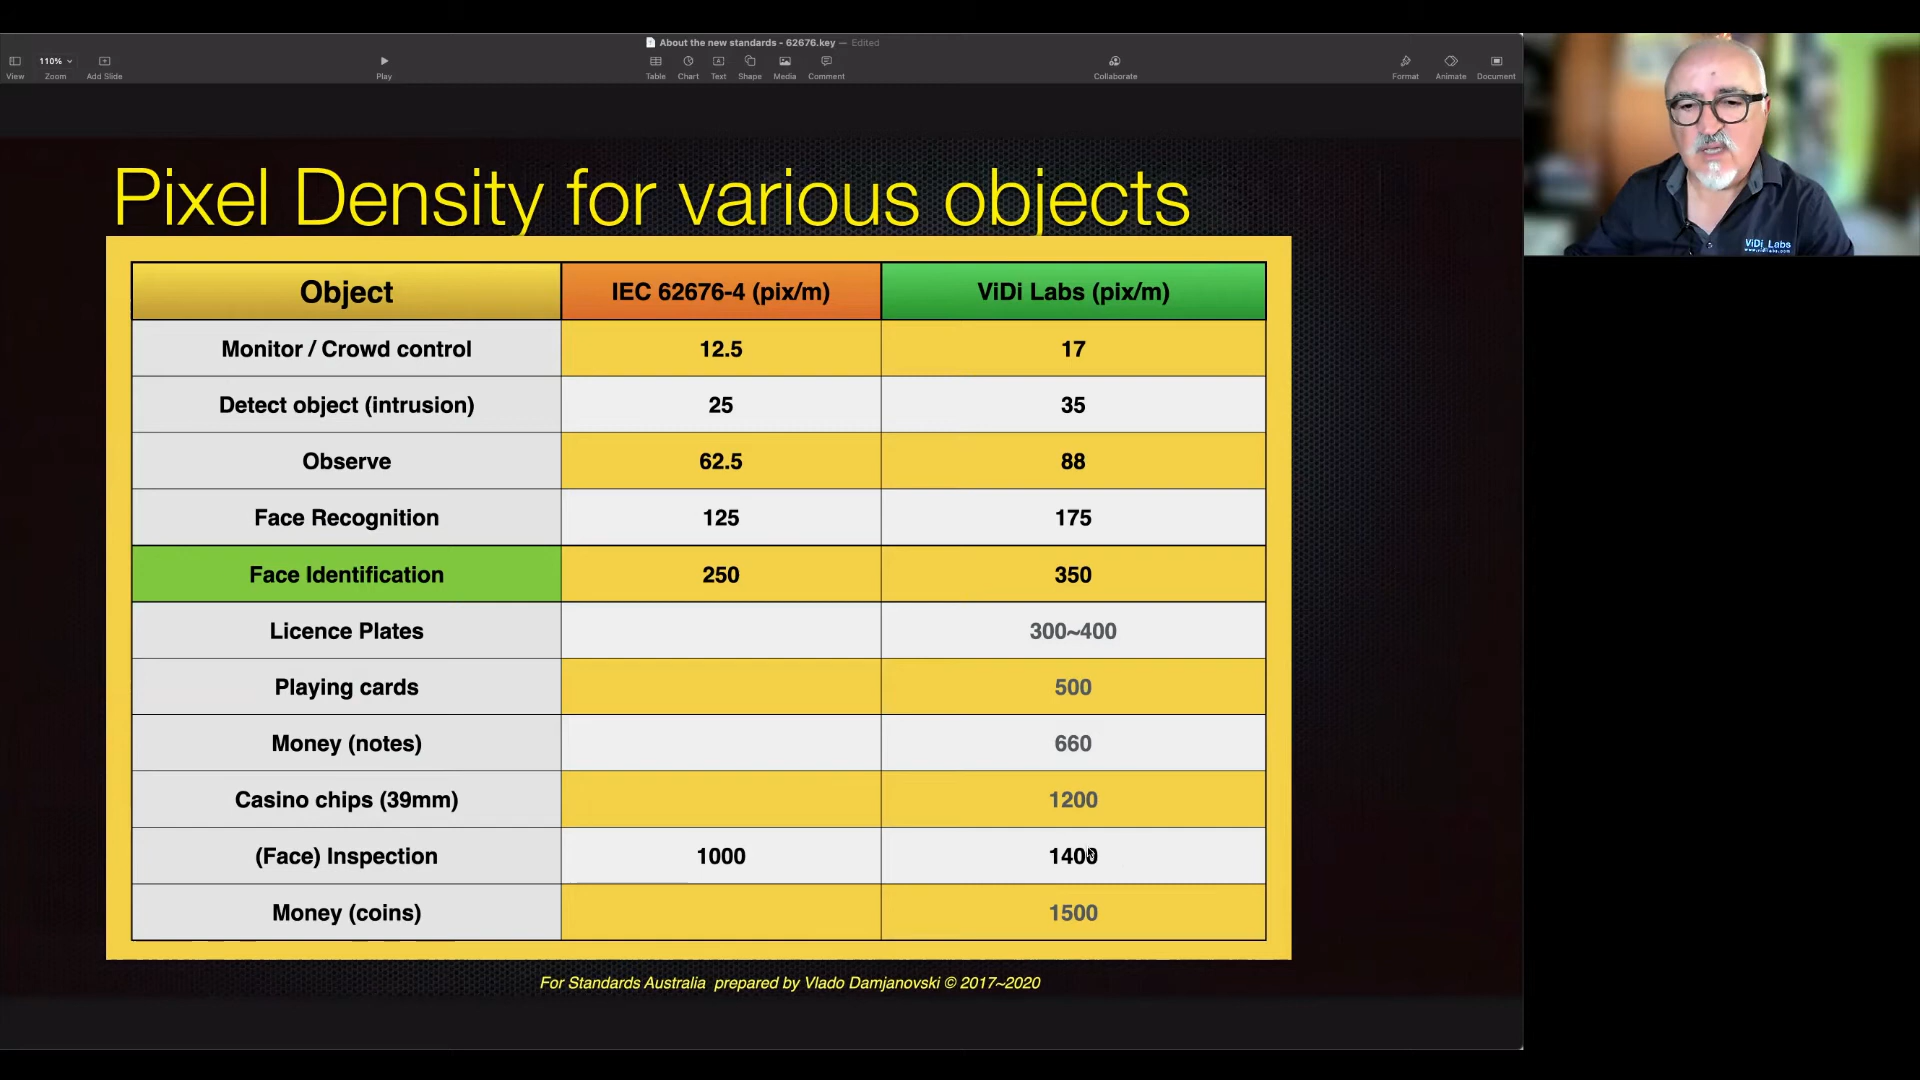 About the new standards - 62676.key — Edited
110%
View Zoom Add Slide Play Table Chart Text Shape Media Comment Collaborate Format Animate Document
Pixel Density for various objects
Object IEC 62676-4 (pix/m) ViDi Labs (pix/m)
Monitor / Crowd control 12.5 17
Detect object (intrusion) 25 35
Observe 62.5 88
Face Recognition 125 175
Face Identification 250 350
Licence Plates 300~400
Playing cards 500
Money (notes) 660
Casino chips (39mm) 1200
(Face) Inspection 1000 1400
Money (coins) 1500
For Standards Australia prepared by Vlado Damjanovski © 2017~2020
ViDi Labs